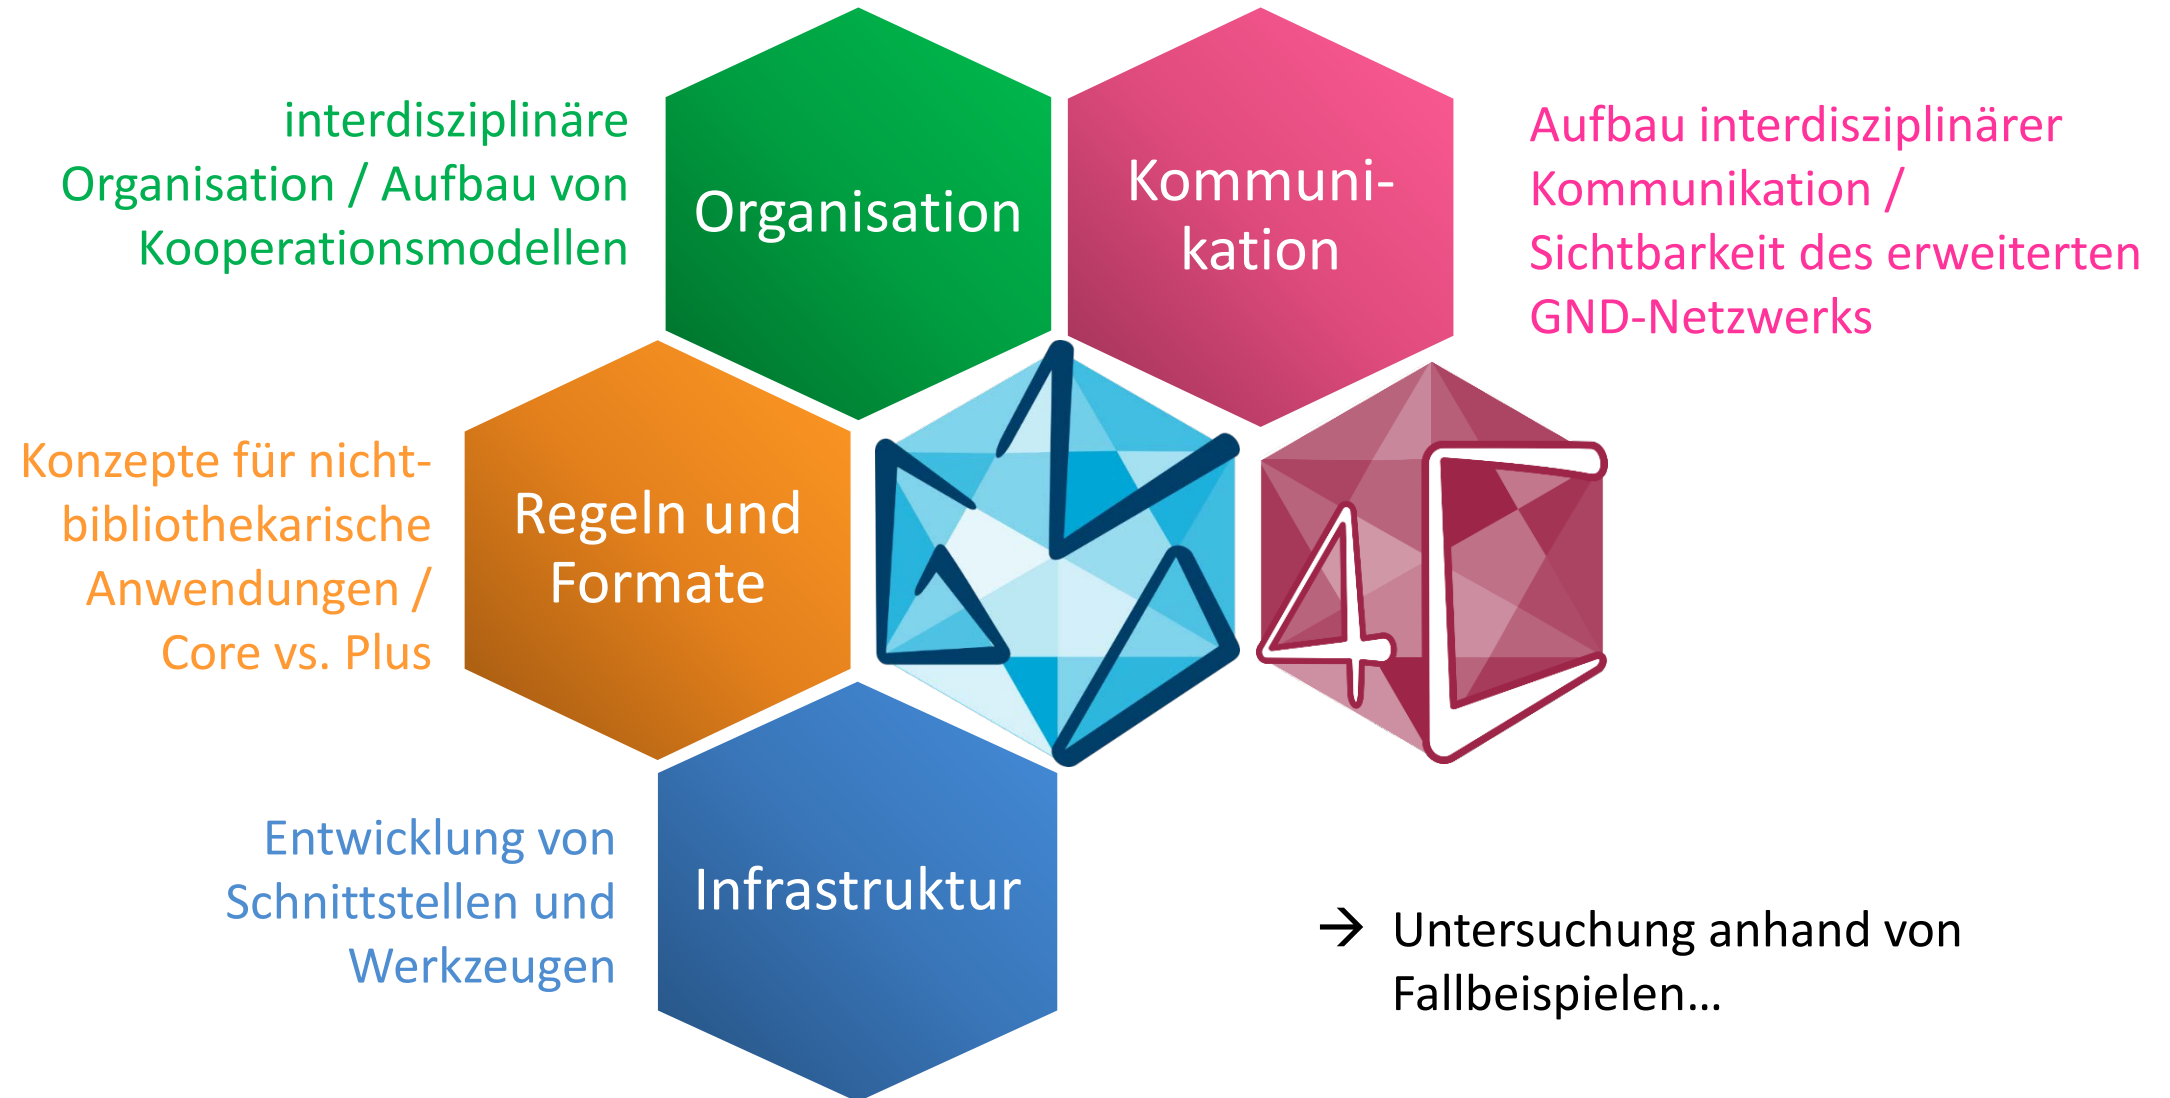 interdisziplinäre
Organisation / Aufbau von
Kooperationsmodellen
Organisation
Kommuni-
kation
Aufbau interdisziplinärer
Kommunikation /
Sichtbarkeit des erweiterten
GND-Netzwerks
Konzepte für nicht-
bibliothekarische
Anwendungen /
Core vs. Plus
Regeln und
Formate
4C
Entwicklung von
Schnittstellen und
Werkzeugen
Infrastruktur
→ Untersuchung anhand von
Fallbeispielen...